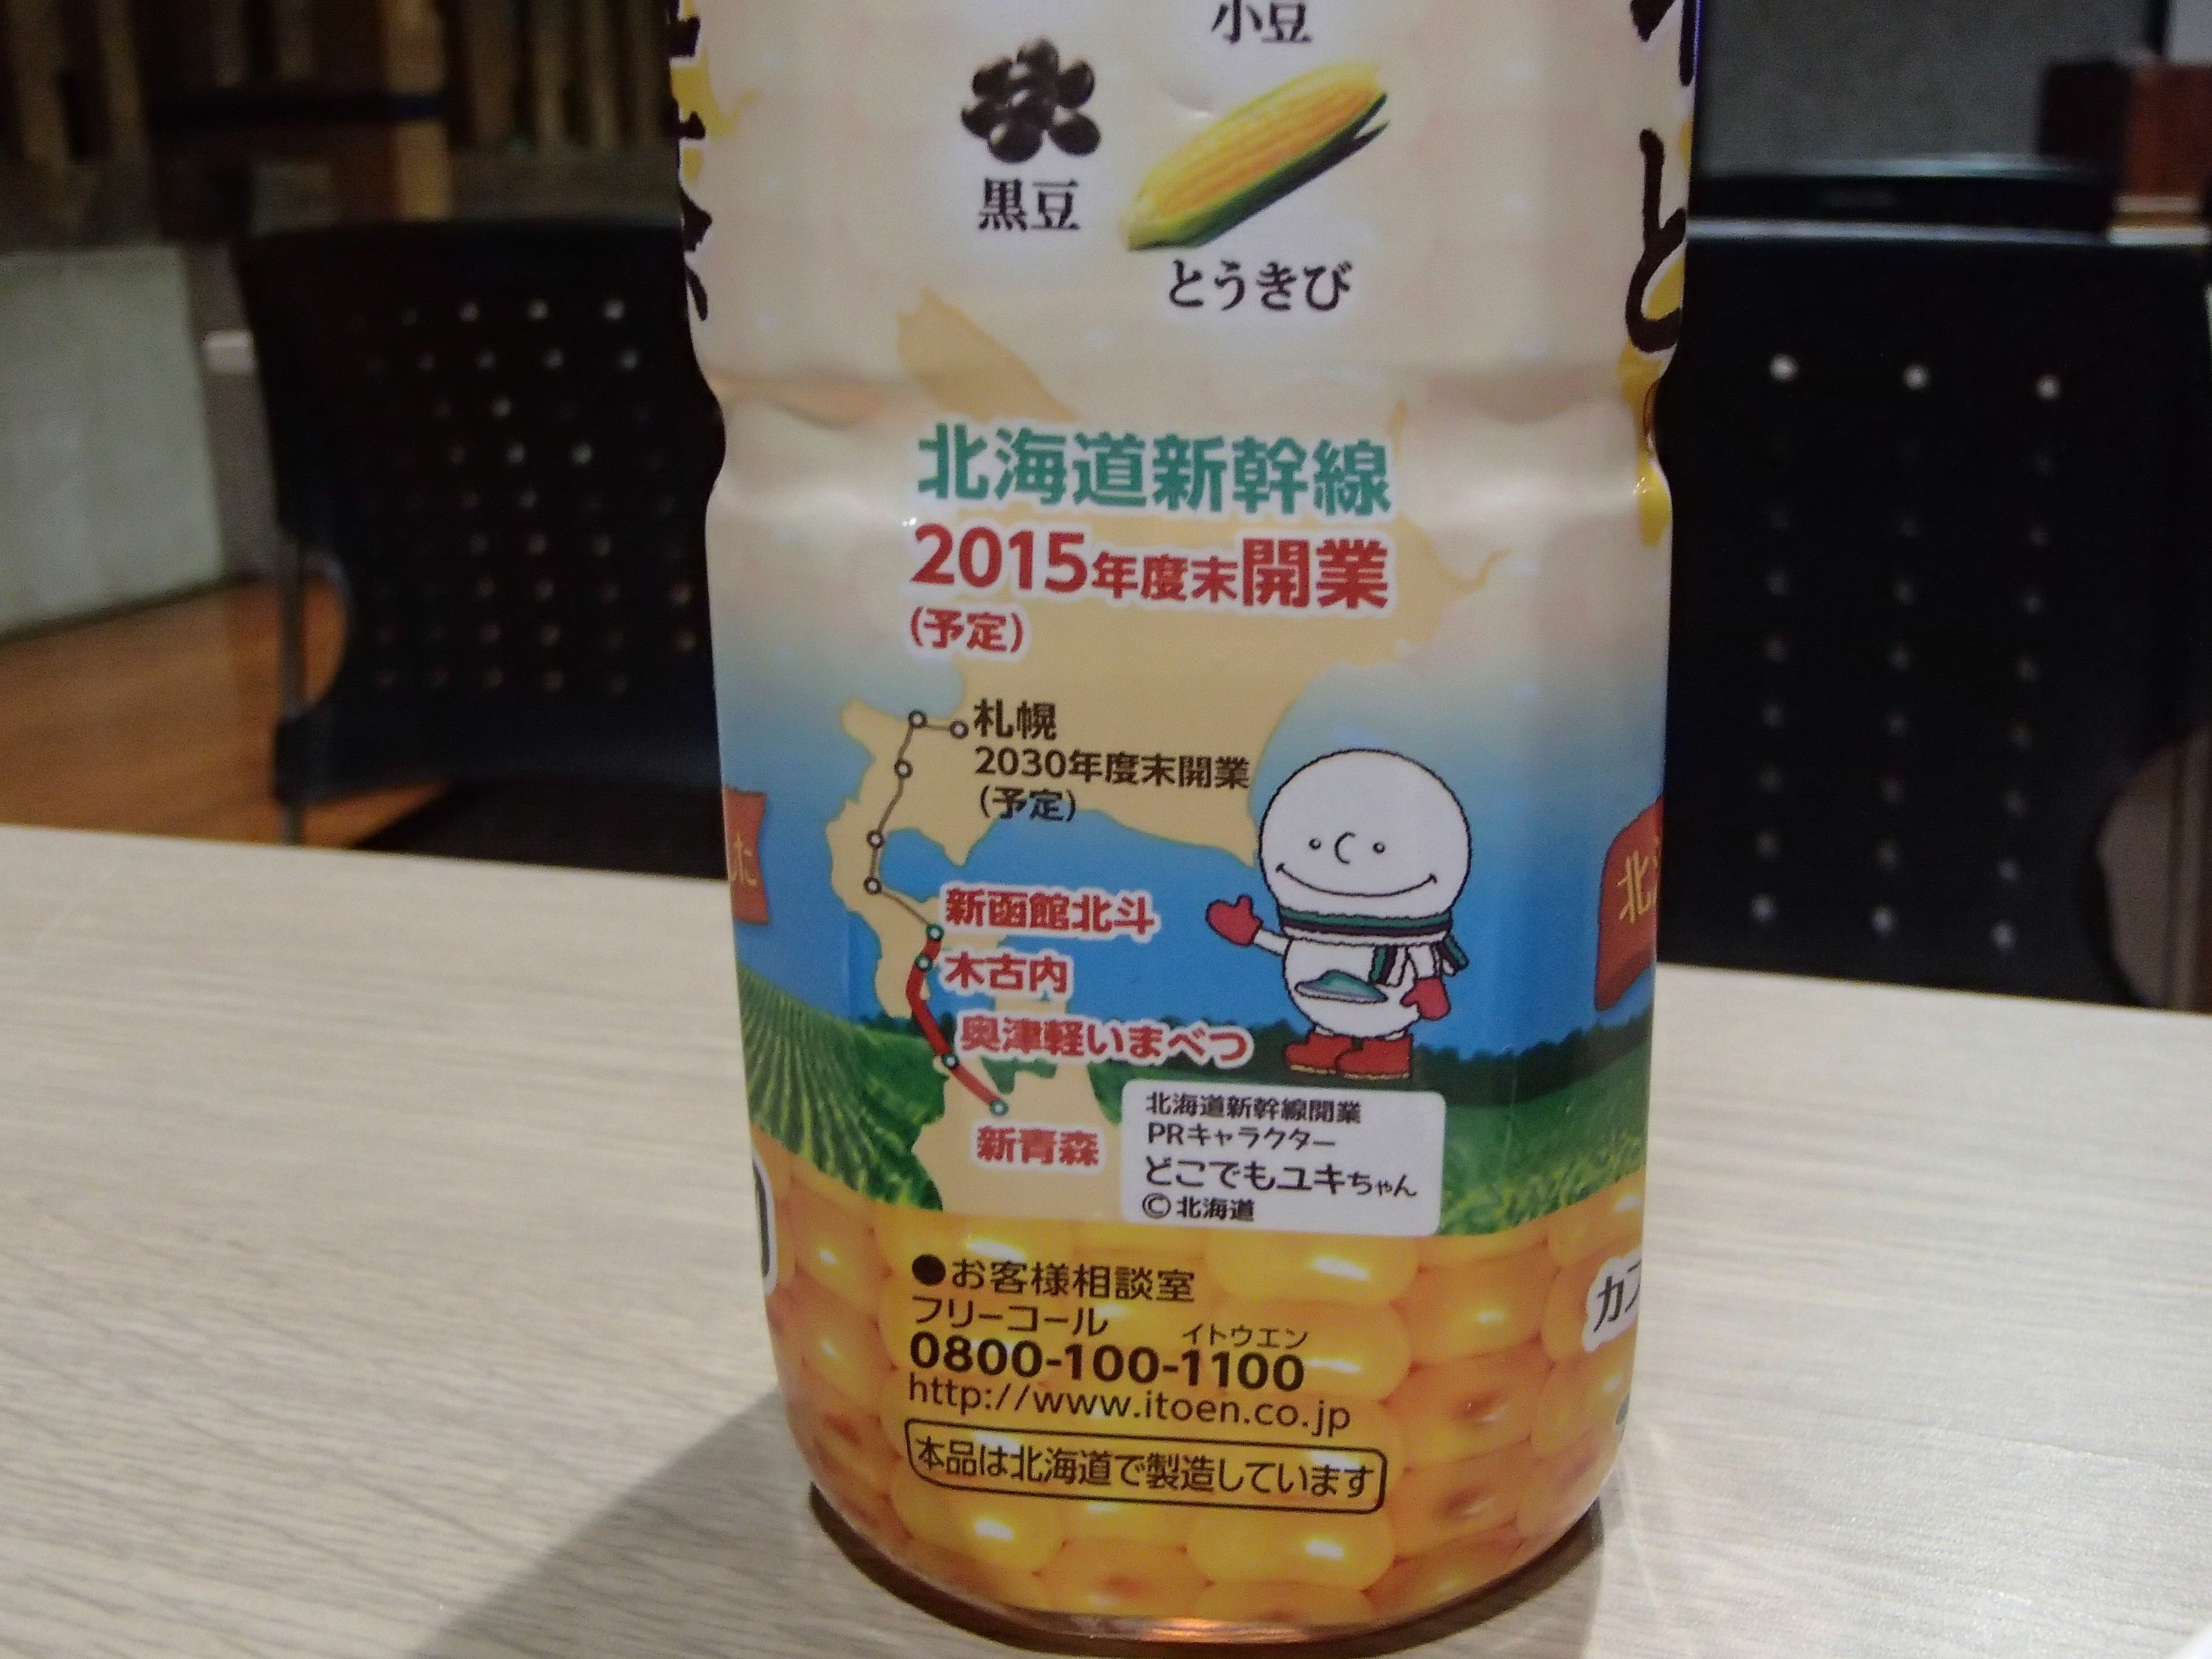 小豆
黒豆
とうきび
北海道新幹線
2015年度末開業
(予定)
札幌
2030年度末開業
(予定)
新函館北斗
木古内
奥津軽いまべつ
新青森
北海道新幹線開業
PRキャラクター
どこでもユキちゃん
©北海道
●お客様相談室
フリーコール
イトウエン
0800-100-1100
http://www.itoen.co.jp
本品は北海道で製造しています
と
した
北
カ